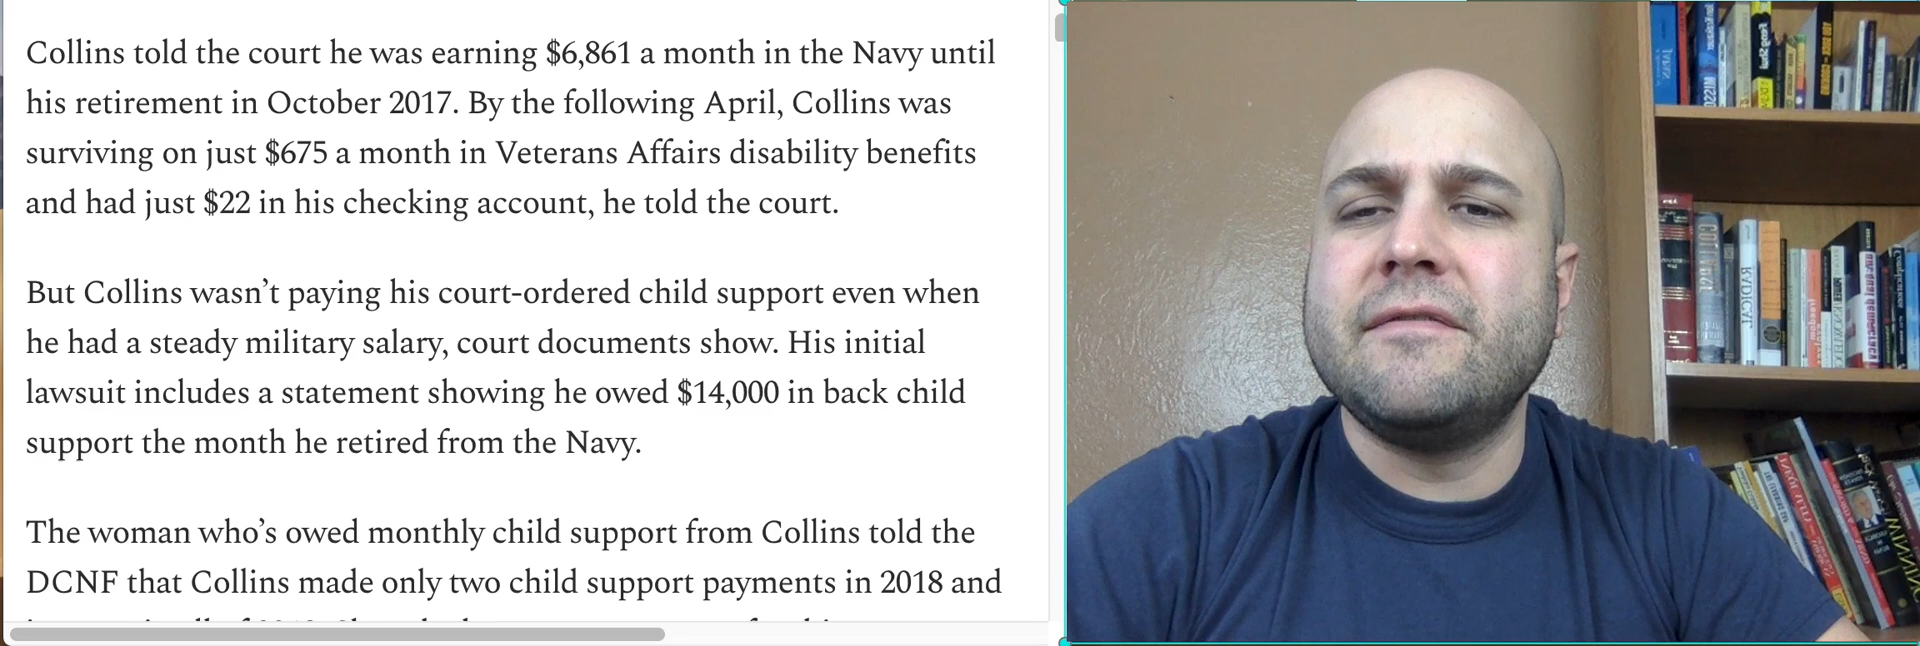 Collins told the court he was earning $6,861 a month in the Navy until
his retirement in October 2017. By the following April, Collins was
surviving on just $675 a month in Veterans Affairs disability benefits
and had just $22 in his checking account, he told the court.
But Collins wasn’t paying his court-ordered child support even when
he had a steady military salary, court documents show. His initial
lawsuit includes a statement showing he owed $14,000 in back child
support the month he retired from the Navy.
The woman who’s owed monthly child support from Collins told the
DCNF that Collins made only two child support payments in 2018 and
RADICAL